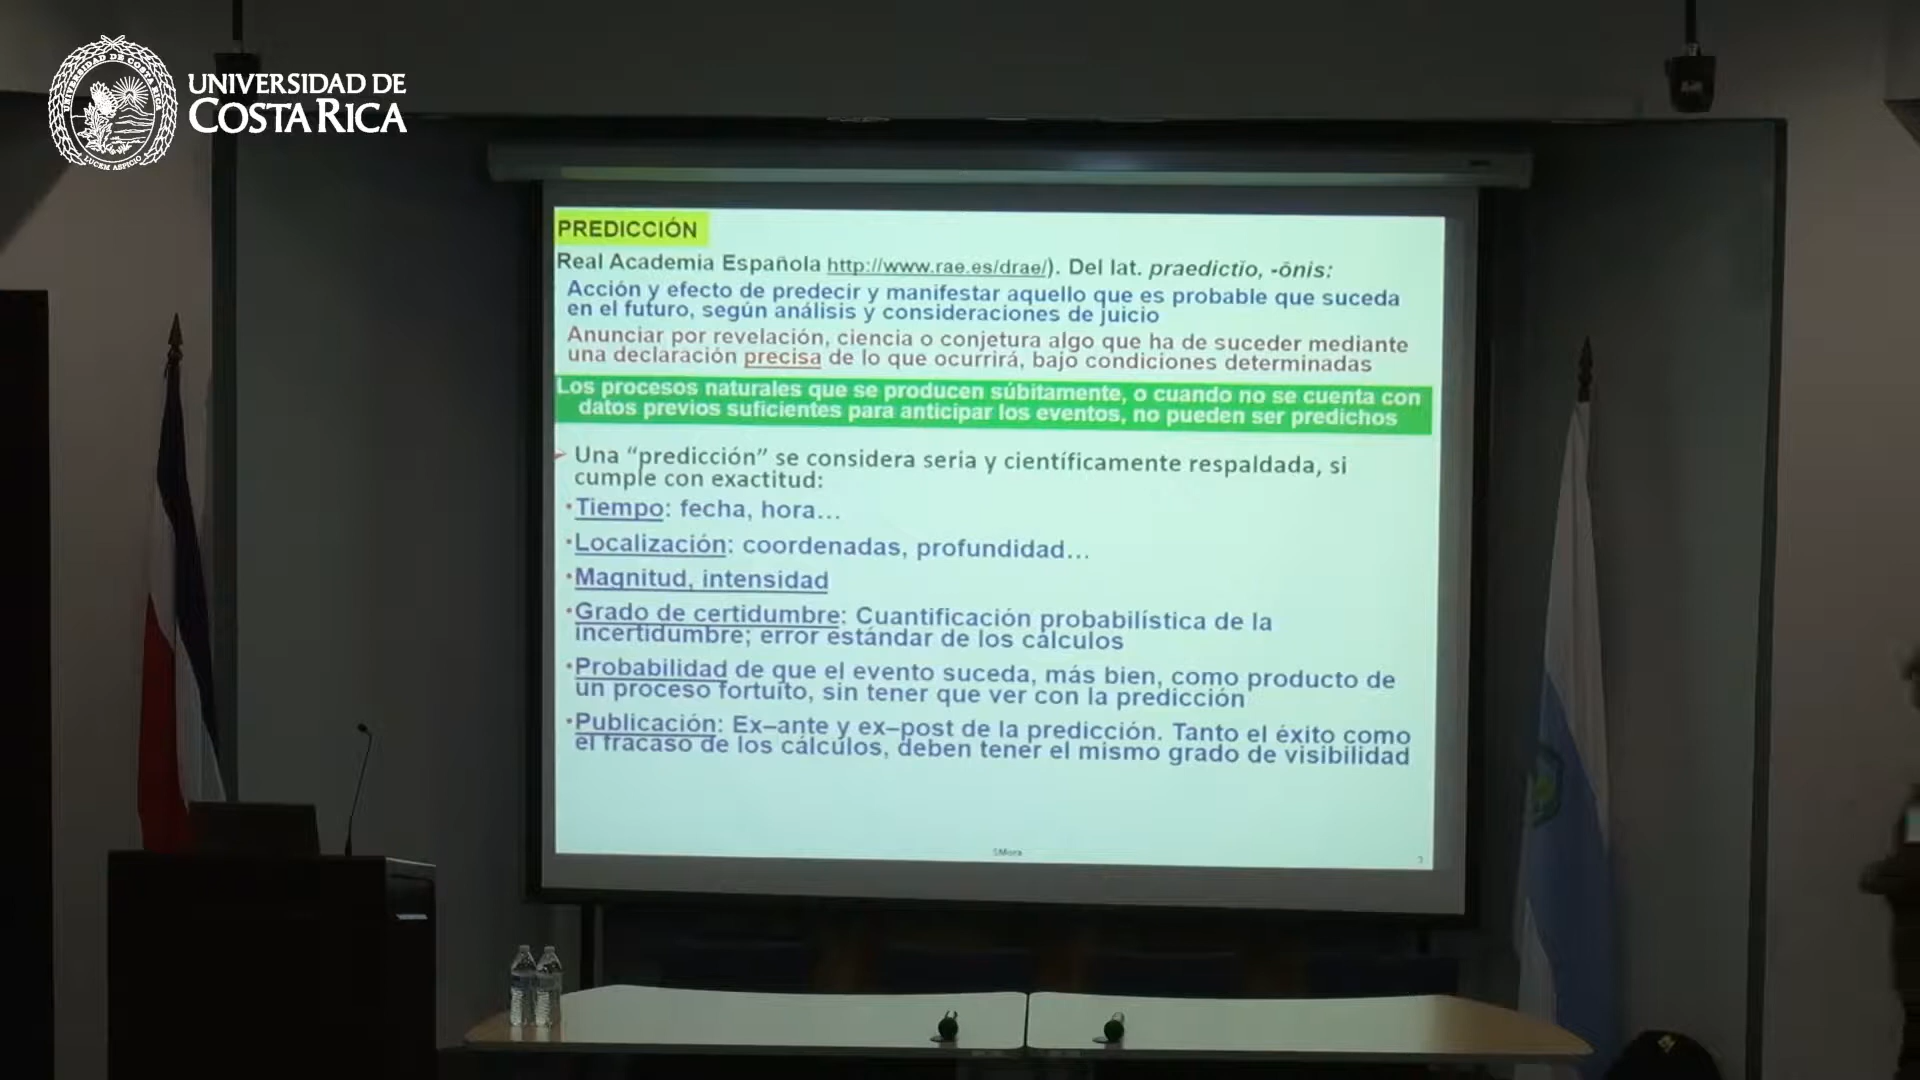 UNIVERSIDAD DE COSTA RICA
LUCEM ASPICIO
UNIVERSIDAD DE
COSTA RICA
PREDICCIÓN
Real Academia Española http://www.rae.es/drae/). Del lat. praedictĭo, -ōnis:
Acción y efecto de predecir y manifestar aquello que es probable que suceda
en el futuro, según análisis y consideraciones de juicio
Anunciar por revelación, ciencia o conjetura algo que ha de suceder mediante
una declaración precisa de lo que ocurrirá, bajo condiciones determinadas
Los procesos naturales que se producen súbitamente, o cuando no se cuenta con
datos previos suficientes para anticipar los eventos, no pueden ser predichos
Una “predicción” se considera seria y científicamente respaldada, si
cumple con exactitud:
•Tiempo: fecha, hora…
•Localización: coordenadas, profundidad…
•Magnitud, intensidad
•Grado de certidumbre: Cuantificación probabilística de la
incertidumbre; error estándar de los cálculos
•Probabilidad de que el evento suceda, más bien, como producto de
un proceso fortuito, sin tener que ver con la predicción
•Publicación: Ex–ante y ex–post de la predicción. Tanto el éxito como
el fracaso de los cálculos, deben tener el mismo grado de visibilidad
SMora